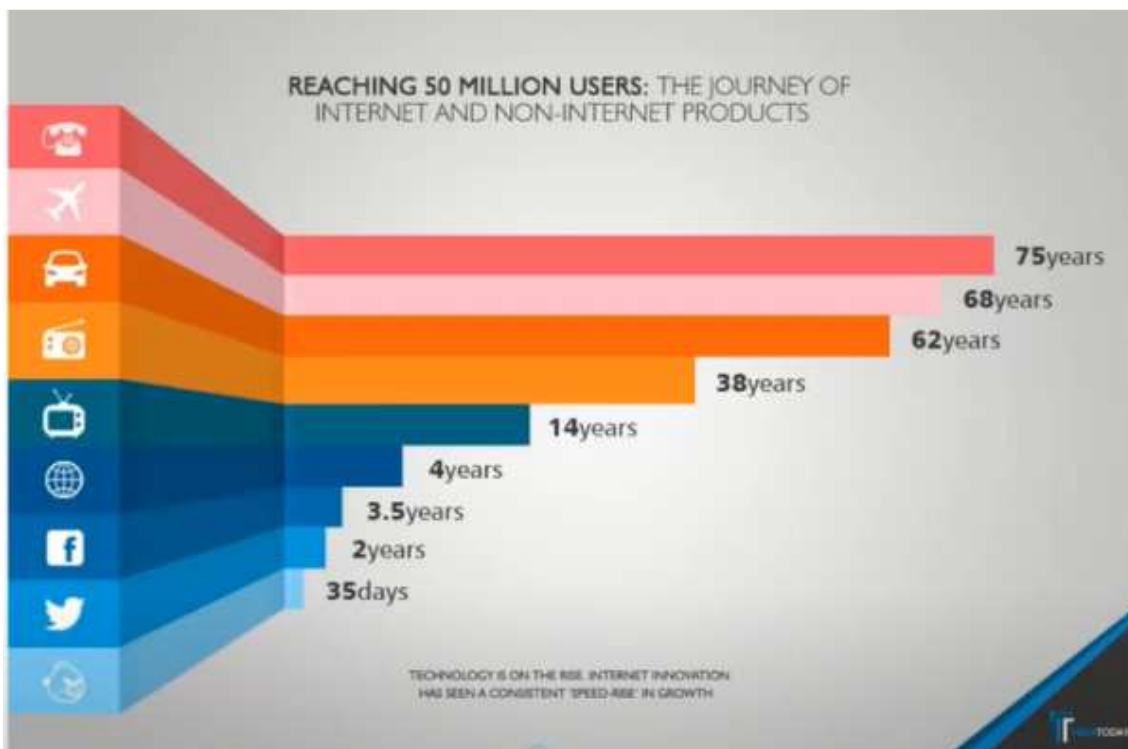 REACHING 50 MILLION USERS: THE JOURNEY OF
INTERNET AND NON-INTERNET PRODUCTS
75years
68years
62years
38years
14years
4years
3.5years
2years
35days
TECHNOLOGY IS ON THE RISE. INTERNET INNOVATION
HAS SEEN A CONSISTENT 'SPEED-RISE' IN GROWTH